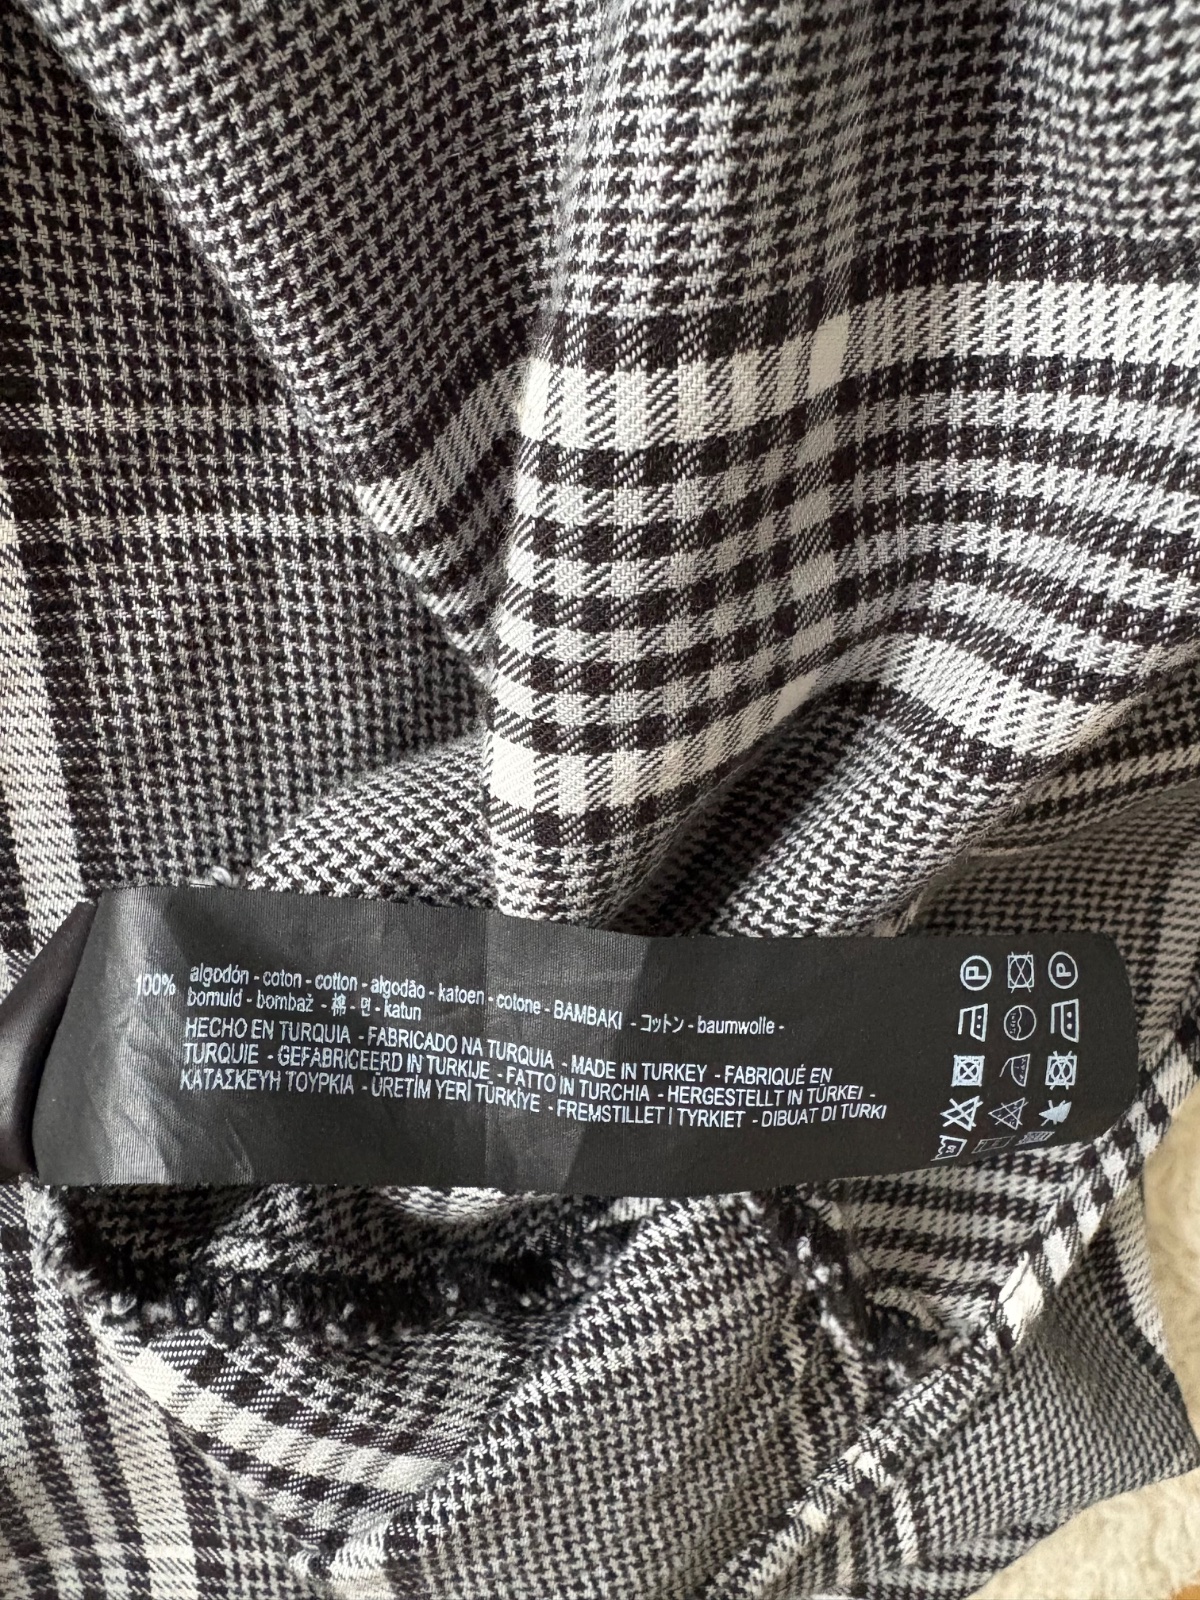 100% algodón - coton - cotton - algodão - katoen - cotone - BAMBAKI - コットン - baumwolle -
bomuld - bombaž - 棉 - 면 - katun
HECHO EN TURQUIA - FABRICADO NA TURQUIA - MADE IN TURKEY - FABRIQUÉ EN
TURQUIE - GEFABRICEERD IN TURKIJE - FATTO IN TURCHIA - HERGESTELLT IN TÜRKEI -
ΚΑΤΑΣΚΕΥΗ ΤΟΥΡΚΙΑ - ÜRETİM YERİ TÜRKİYE - FREMSTILLET I TYRKIET - DIBUAT DI TURKI
P P